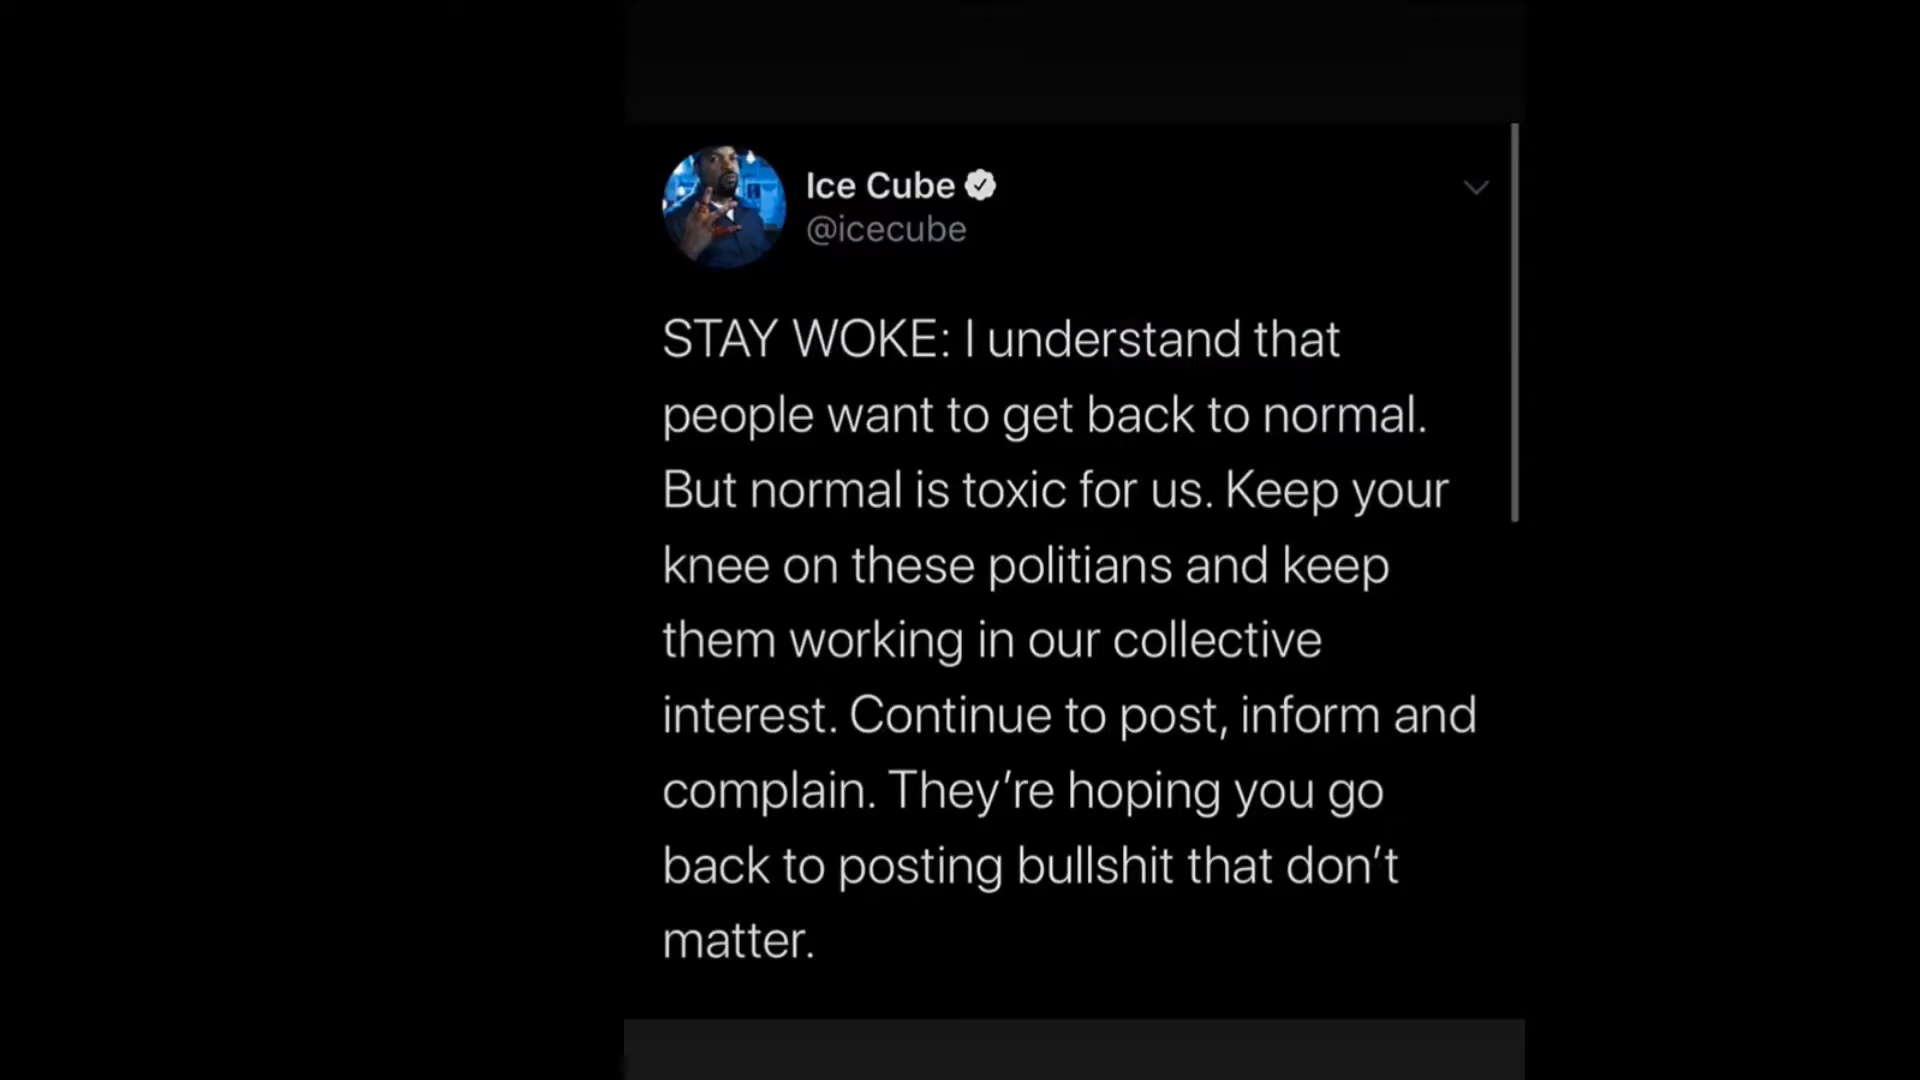 Ice Cube
@icecube
STAY WOKE: I understand that
people want to get back to normal.
But normal is toxic for us. Keep your
knee on these politians and keep
them working in our collective
interest. Continue to post, inform and
complain. They’re hoping you go
back to posting bullshit that don’t
matter.